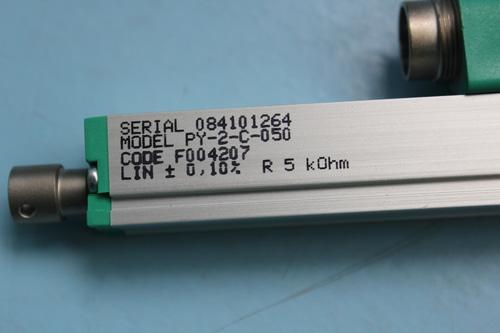 SERIAL 084101264
MODEL PY-2-C-050
CODE F004207
LIN ± 0,10% R 5 kOhm